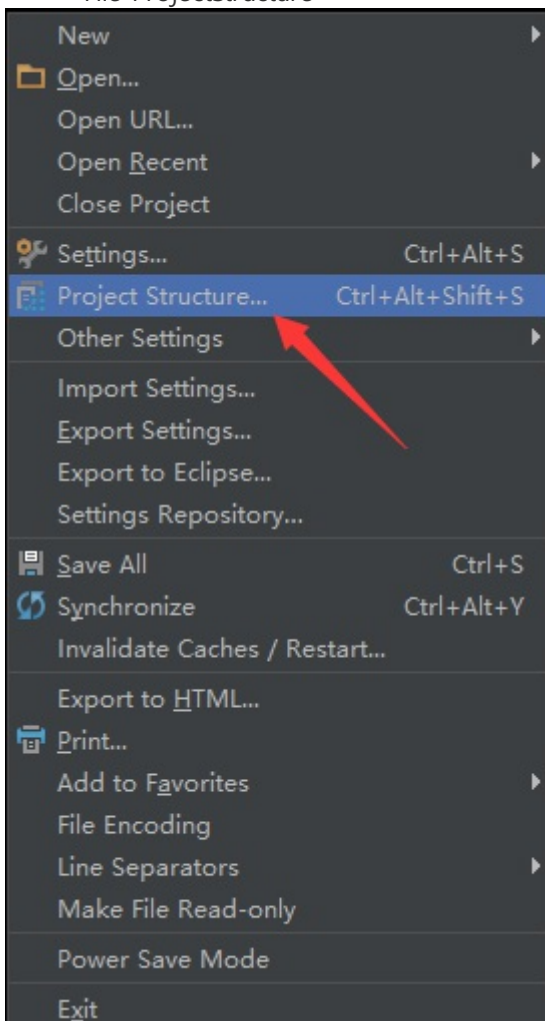 File-ProjectStructure
New
Open...
Open URL...
Open Recent
Close Project
Settings... Ctrl+Alt+S
Project Structure... Ctrl+Alt+Shift+S
Other Settings
Import Settings...
Export Settings...
Export to Eclipse...
Settings Repository...
Save All Ctrl+S
Synchronize Ctrl+Alt+Y
Invalidate Caches / Restart...
Export to HTML...
Print...
Add to Favorites
File Encoding
Line Separators
Make File Read-only
Power Save Mode
Exit